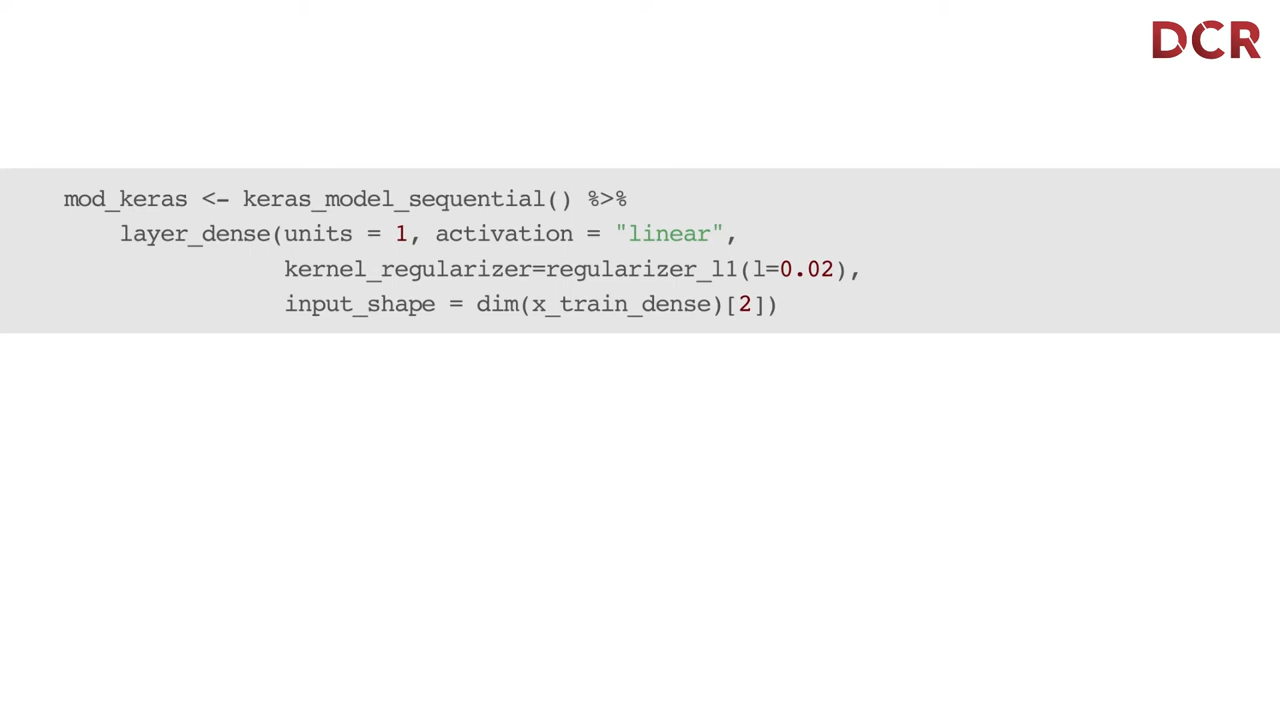 DCR
mod_keras <- keras_model_sequential() %>%
layer_dense(units = 1, activation = "linear",
kernel_regularizer=regularizer_l1(l=0.02),
input_shape = dim(x_train_dense)[2])